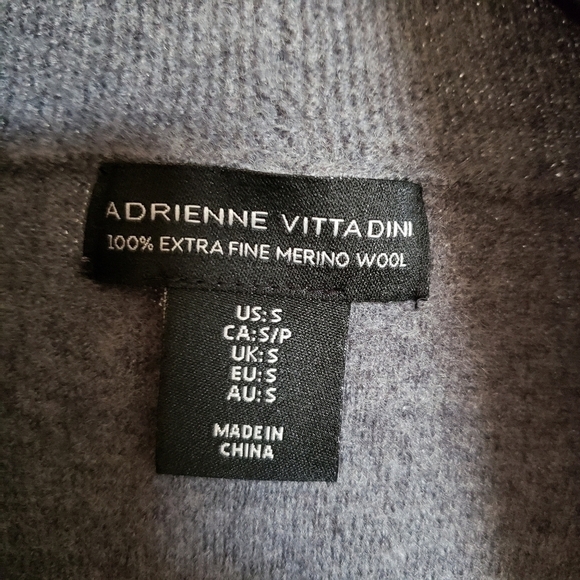 ADRIENNE VITTADINI
100% EXTRA FINE MERINO WOOL
US: S
CA: S/P
UK: S
EU: S
AU: S
MADE IN
CHINA